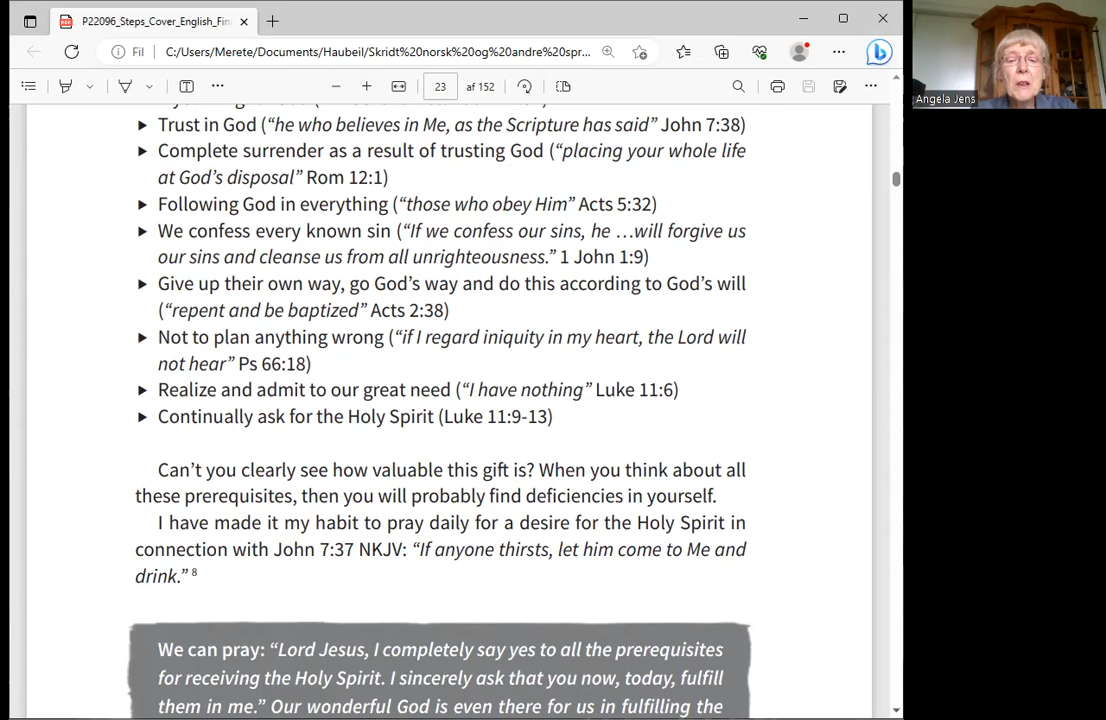 P22096_Steps_Cover_English_Fin
Fil
C:/Users/Merete/Documents/Haubeil/Skridt%20norsk%20og%20andre%20spr...
23 af 152
Angela Jens
► Trust in God (“he who believes in Me, as the Scripture has said” John 7:38)
► Complete surrender as a result of trusting God (“placing your whole life
at God’s disposal” Rom 12:1)
► Following God in everything (“those who obey Him” Acts 5:32)
► We confess every known sin (“If we confess our sins, he …will forgive us
our sins and cleanse us from all unrighteousness.” 1 John 1:9)
► Give up their own way, go God’s way and do this according to God’s will
(“repent and be baptized” Acts 2:38)
► Not to plan anything wrong (“if I regard iniquity in my heart, the Lord will
not hear” Ps 66:18)
► Realize and admit to our great need (“I have nothing” Luke 11:6)
► Continually ask for the Holy Spirit (Luke 11:9-13)
Can’t you clearly see how valuable this gift is? When you think about all
these prerequisites, then you will probably find deficiencies in yourself.
I have made it my habit to pray daily for a desire for the Holy Spirit in
connection with John 7:37 NKJV: “If anyone thirsts, let him come to Me and
drink.” 8
We can pray: “Lord Jesus, I completely say yes to all the prerequisites
for receiving the Holy Spirit. I sincerely ask that you now, today, fulfill
them in me.” Our wonderful God is even there for us in fulfilling the